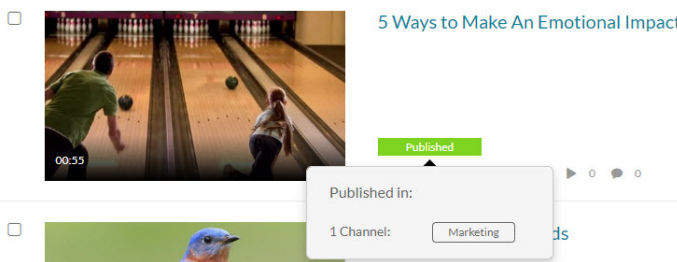 5 Ways to Make An Emotional Impact
00:55
Published
0 0
Published in:
1 Channel: Marketing
ds